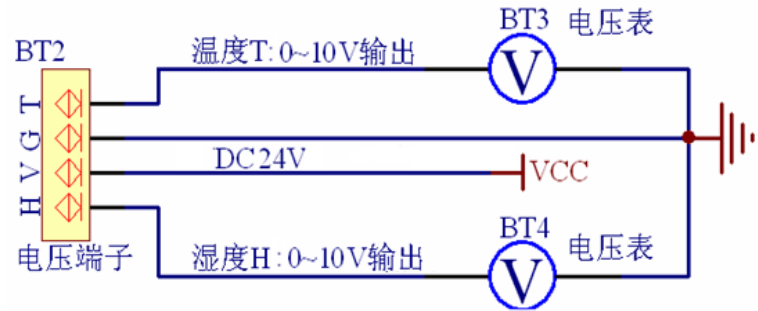 BT3 电压表
BT2
温度T:0~10V输出
V
T
G
V
H
DC24V
VCC
BT4 电压表
电压端子
湿度H:0~10V输出
V